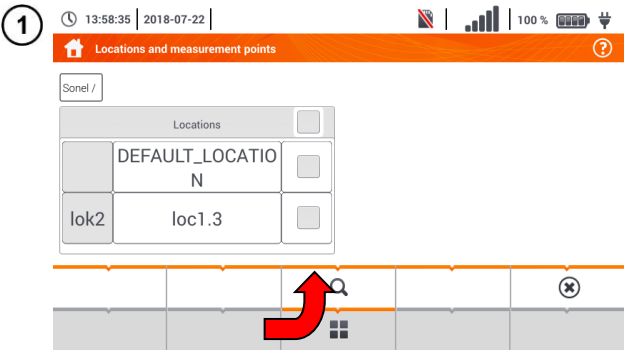 1
13:58:35 2018-07-22 100 %
Locations and measurement points ?
Sonel /
Locations
DEFAULT_LOCATIO
N
lok2 loc1.3